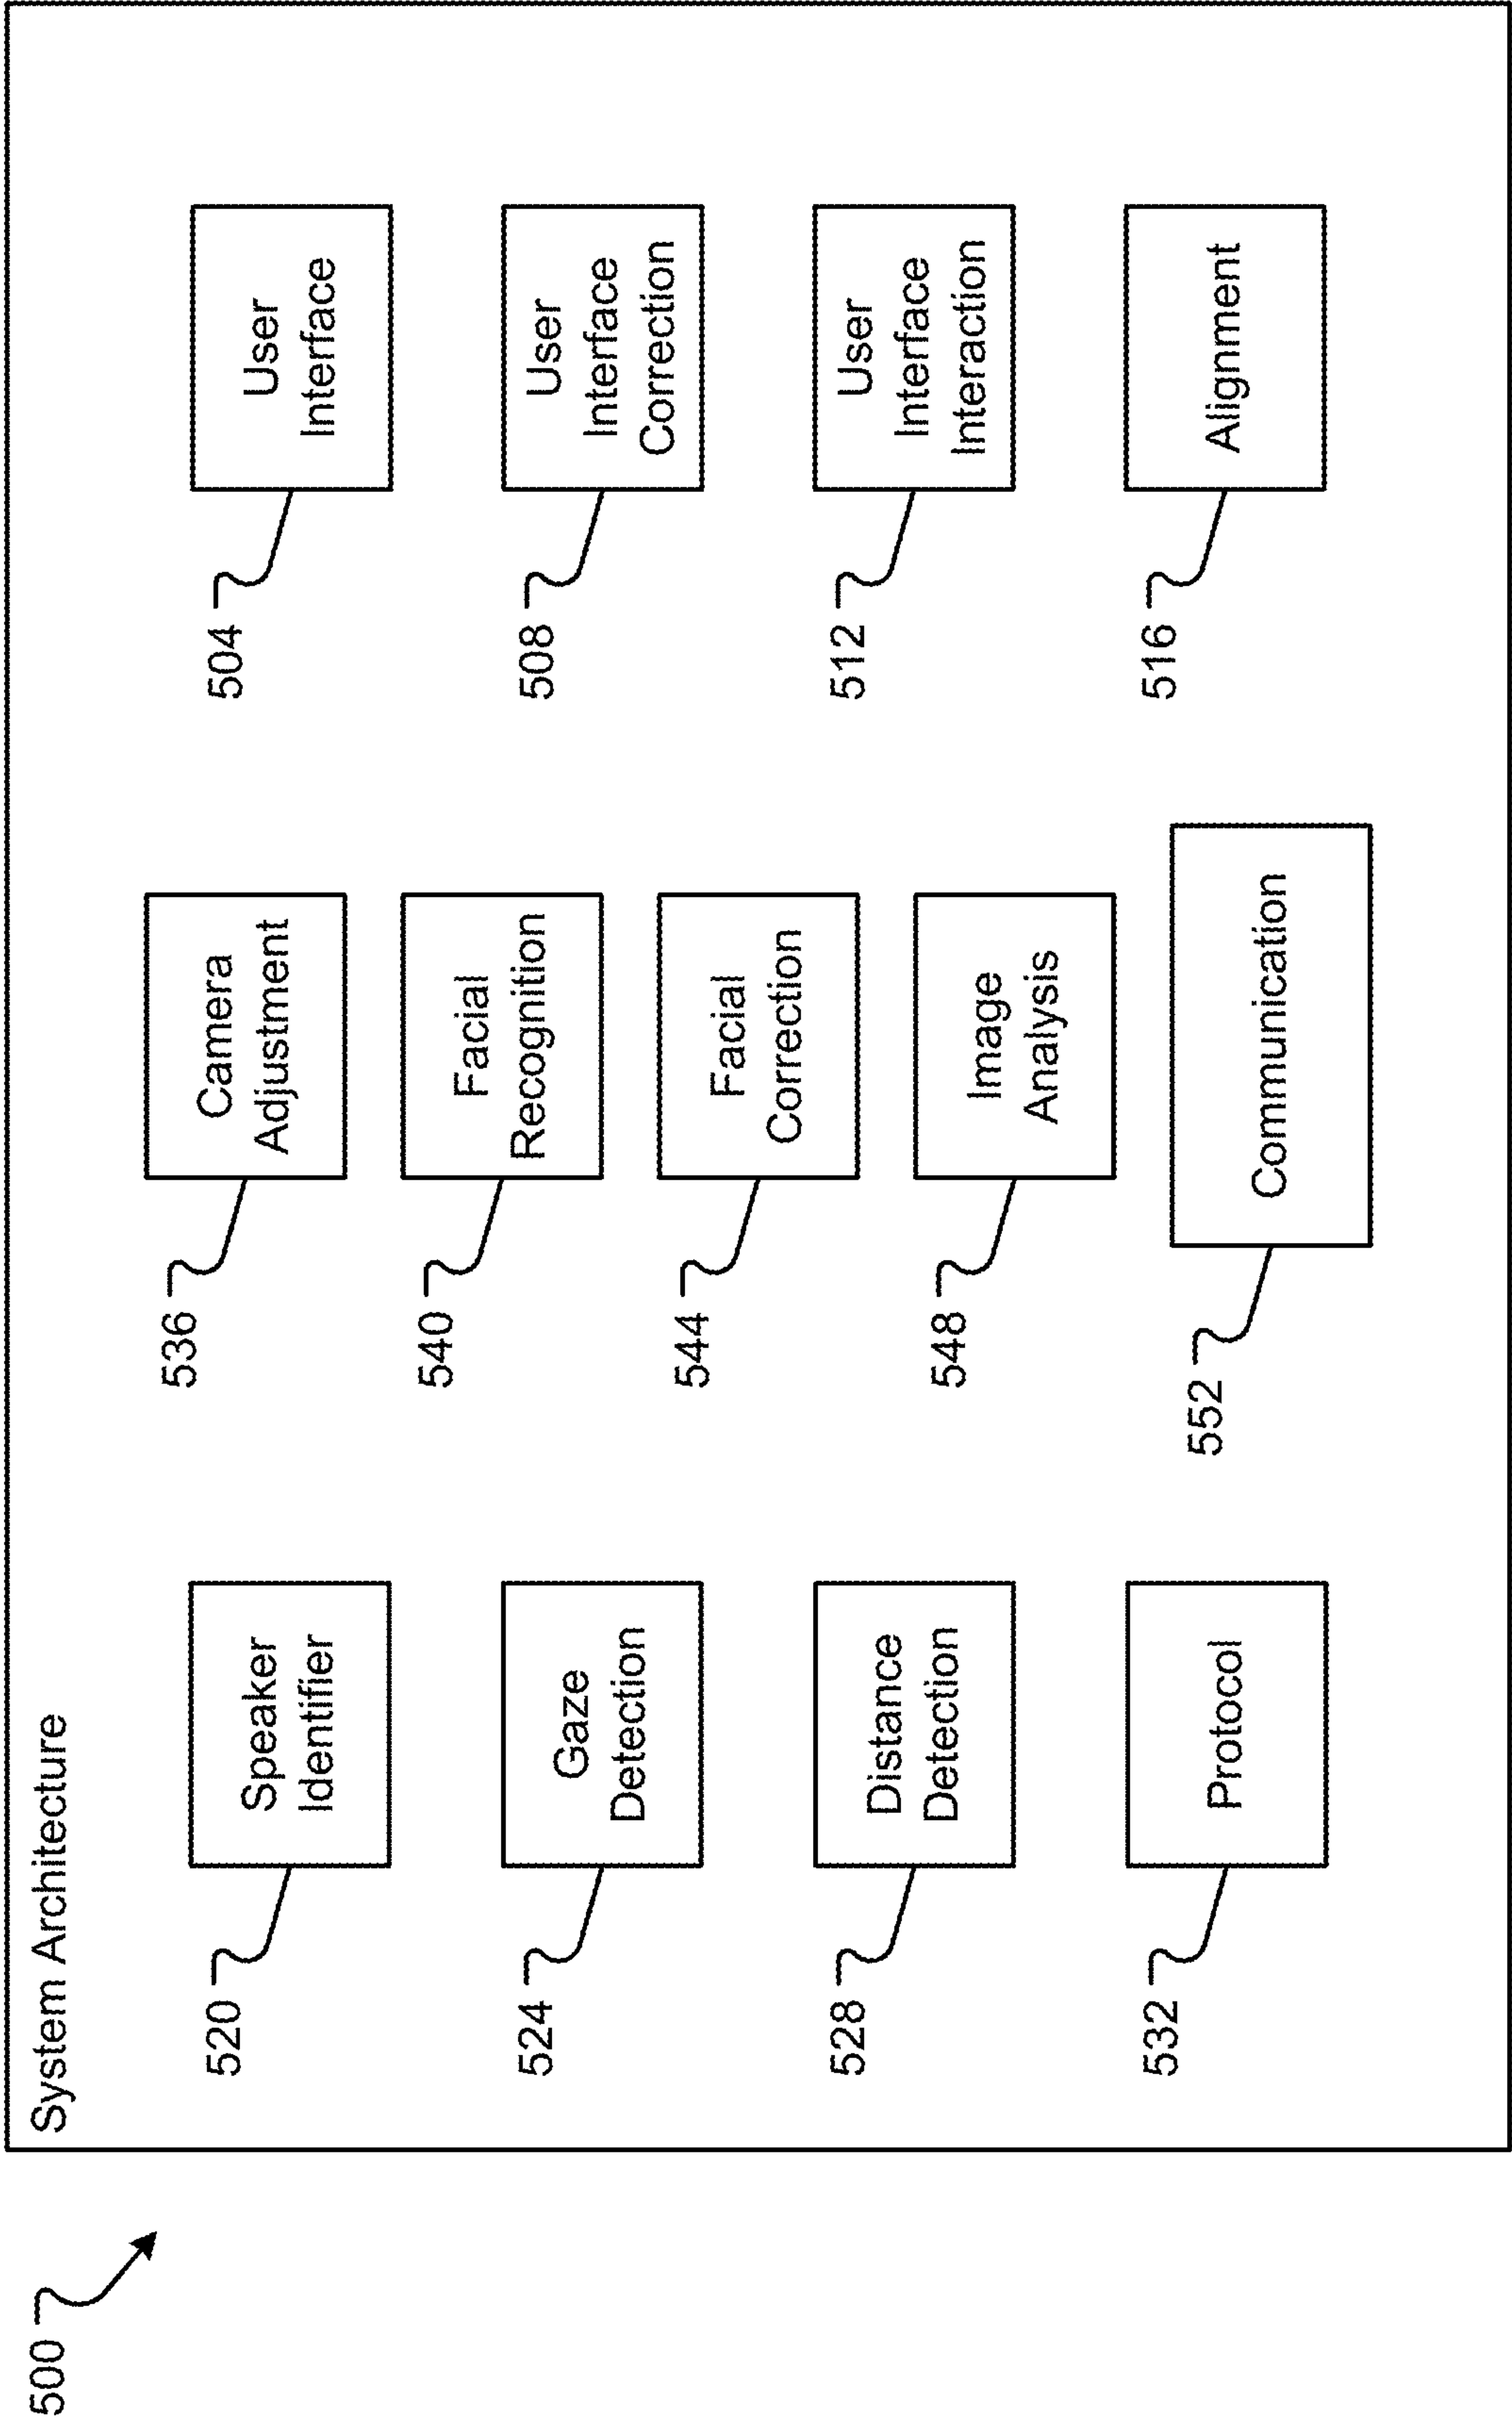 500
System Architecture
520
Speaker
Identifier
524
Gaze
Detection
528
Distance
Detection
532
Protocol
536
Camera
Adjustment
540
Facial
Recognition
544
Facial
Correction
548
Image
Analysis
552
Communication
504
User
Interface
508
User
Interface
Correction
512
User
Interface
Interaction
516
Alignment